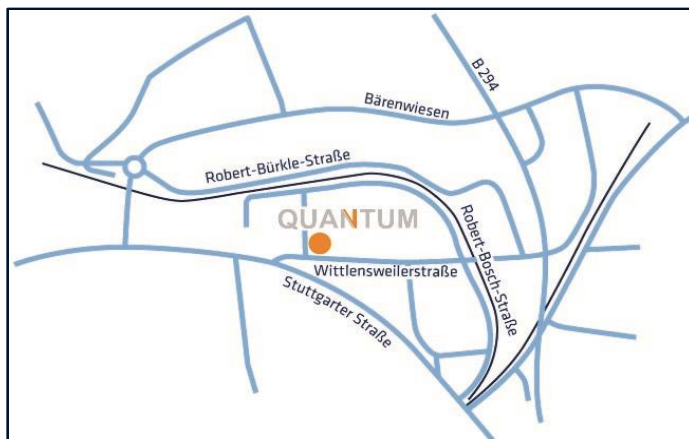 B 294
Bärenwiesen
Robert-Bürkle-Straße
QUANTUM
Robert-Bosch-Straße
Wittlensweilerstraße
Stuttgarter Straße